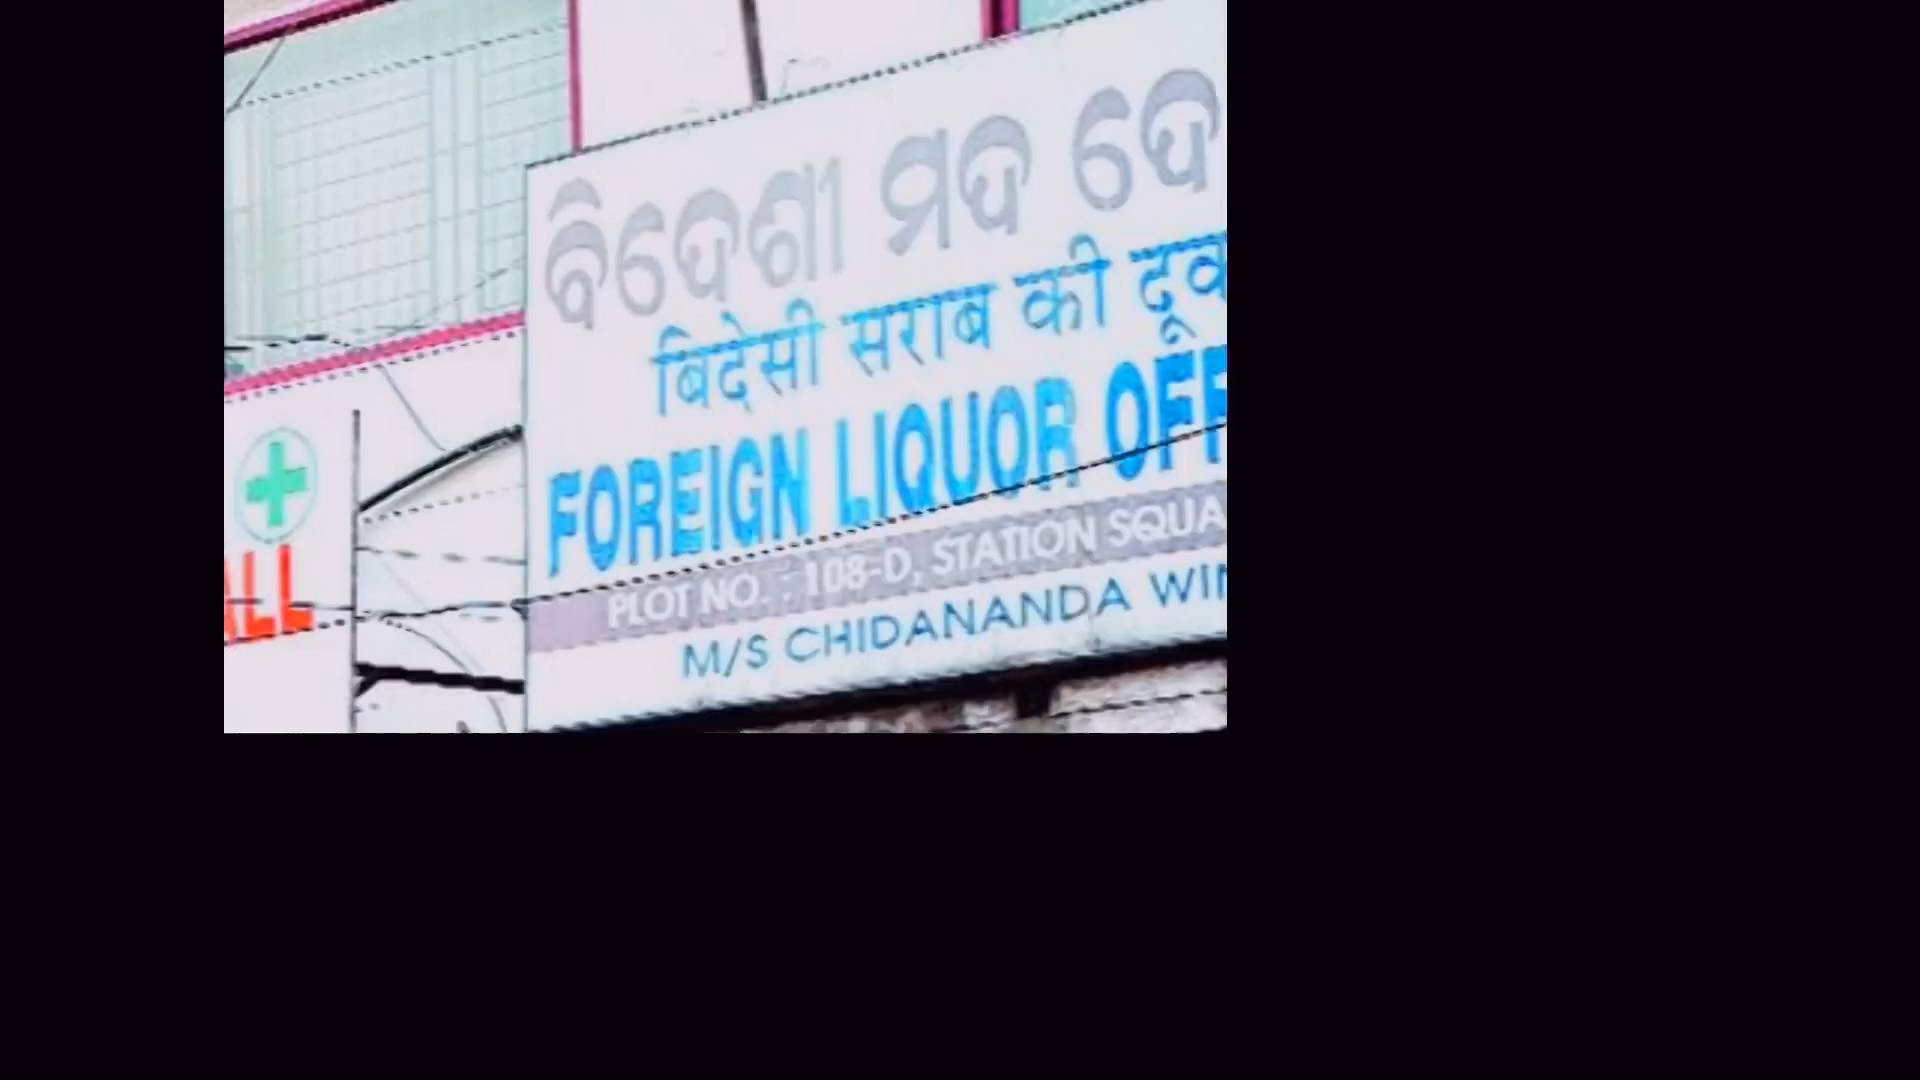 ବିଦେଶୀ ମଦ ଦେ
बिदेसी सराब की दूक
FOREIGN LIQUOR OFF
PLOT NO. - 108-D, STATION SQUA
M/S CHIDANANDA WIN
ALL